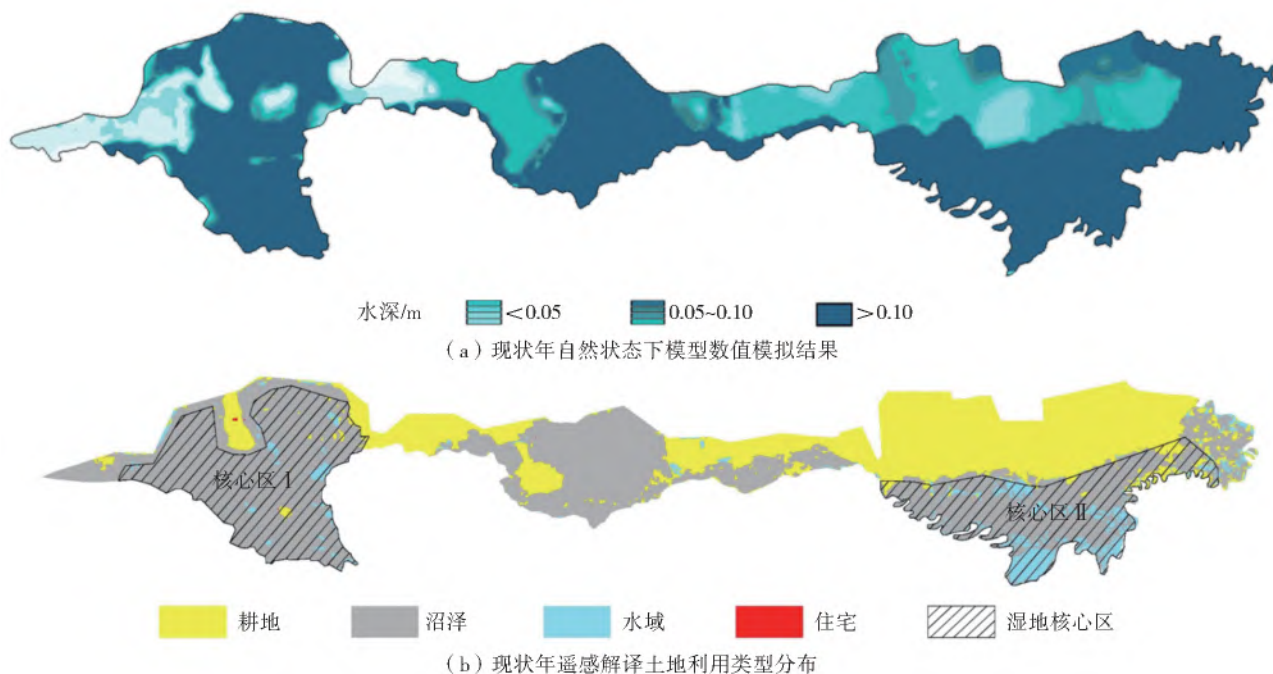 水深/m <0.05 0.05~0.10 >0.10
(a)现状年自然状态下模型数值模拟结果
核心区Ⅰ
核心区Ⅱ
耕地 沼泽 水域 住宅 湿地核心区
(b)现状年遥感解译土地利用类型分布